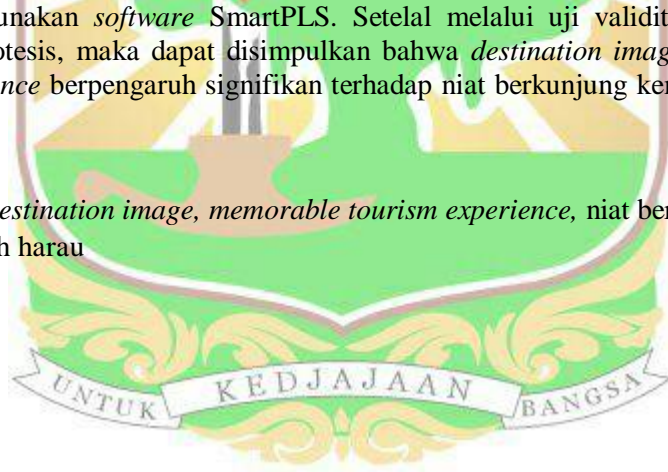 unakan software SmartPLS. Setelal melalui uji validit
otesis, maka dapat disimpulkan bahwa destination imag
nce berpengaruh signifikan terhadap niat berkunjung ker
estination image, memorable tourism experience, niat ber
h harau
UNTUK KEDJAJAAN BANGSA